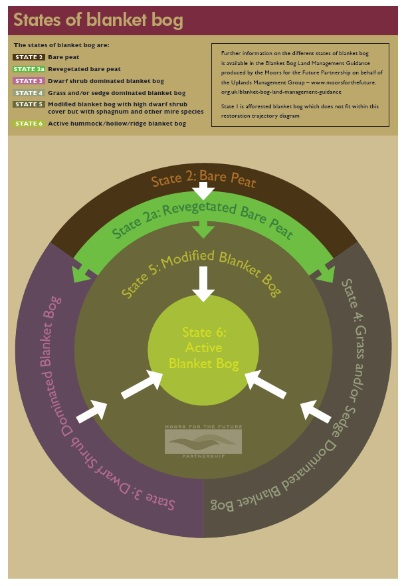 States of blanket bog
The states of blanket bog are:
STATE 2 Bare peat
STATE 2a Revegetated bare peat
STATE 3 Dwarf shrub dominated blanket bog
STATE 4 Grass and/or sedge dominated blanket bog
STATE 5 Modified blanket bog with high dwarf shrub
cover but with sphagnum and other mire species
STATE 6 Active hummock/hollow/ridge blanket bog
Further information on the different states of blanket bog
is available in the Blanket Bog Land Management Guidance
produced by the Moors for the Future Partnership on behalf of
the Uplands Management Group – www.moorsforthefuture.
org.uk/blanket-bog-land-management-guidance
State 1 is afforested blanket bog which does not fit within this
restoration trajectory diagram
State 2: Bare Peat
State 2a: Revegetated Bare Peat
State 5: Modified Blanket Bog
State 6:
Active
Blanket Bog
State 3: Dwarf Shrub Dominated Blanket Bog
State 4: Grass and/or Sedge Dominated Blanket Bog
MOORS FOR THE FUTURE
PARTNERSHIP